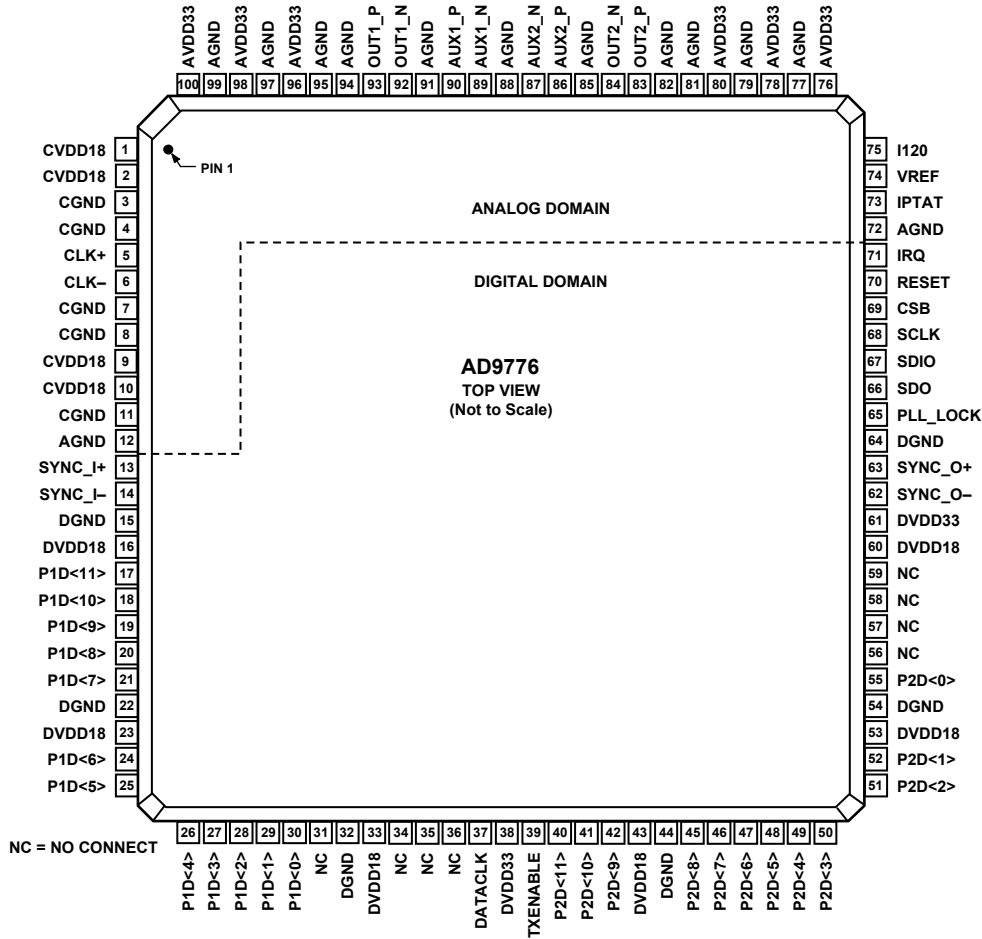 AVDD33 AGND AVDD33 AGND AVDD33 AGND AGND OUT1_P OUT1_N AGND AUX1_P AUX1_N AGND AUX2_N AUX2_P AGND OUT2_N OUT2_P AGND AGND AVDD33 AGND AVDD33 AGND AVDD33
100 99 98 97 96 95 94 93 92 91 90 89 88 87 86 85 84 83 82 81 80 79 78 77 76
CVDD18 1
CVDD18 2
CGND 3
CGND 4
CLK+ 5
CLK– 6
CGND 7
CGND 8
CVDD18 9
CVDD18 10
CGND 11
AGND 12
SYNC_I+ 13
SYNC_I– 14
DGND 15
DVDD18 16
P1D<11> 17
P1D<10> 18
P1D<9> 19
P1D<8> 20
P1D<7> 21
DGND 22
DVDD18 23
P1D<6> 24
P1D<5> 25
PIN 1
ANALOG DOMAIN
DIGITAL DOMAIN
AD9776
TOP VIEW
(Not to Scale)
75 I120
74 VREF
73 IPTAT
72 AGND
71 IRQ
70 RESET
69 CSB
68 SCLK
67 SDIO
66 SDO
65 PLL_LOCK
64 DGND
63 SYNC_O+
62 SYNC_O–
61 DVDD33
60 DVDD18
59 NC
58 NC
57 NC
56 NC
55 P2D<0>
54 DGND
53 DVDD18
52 P2D<1>
51 P2D<2>
26 27 28 29 30 31 32 33 34 35 36 37 38 39 40 41 42 43 44 45 46 47 48 49 50
P1D<4> P1D<3> P1D<2> P1D<1> P1D<0> NC DGND DVDD18 NC NC NC DATACLK DVDD33 TXENABLE P2D<11> P2D<10> P2D<9> DVDD18 DGND P2D<8> P2D<7> P2D<6> P2D<5> P2D<4> P2D<3>
NC = NO CONNECT